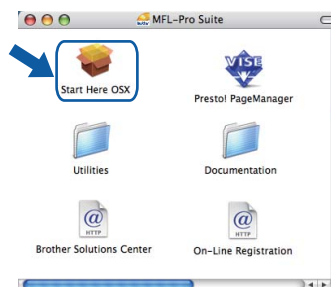 MFL-Pro Suite
VISE
Start Here OSX
Presto! PageManager
Utilities
Documentation
@
HTTP
@
HTTP
Brother Solutions Center
On-Line Registration